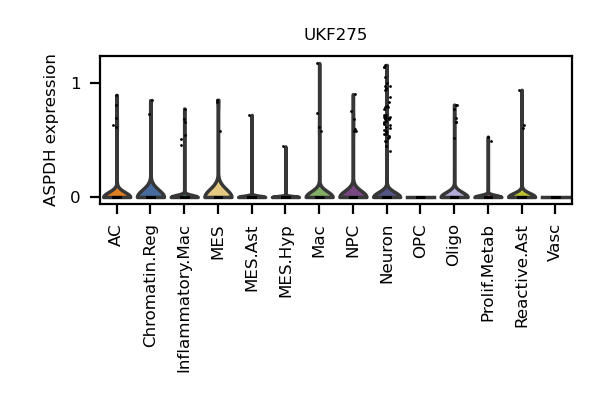 UKF275
ASPDH expression
1
0
AC
Chromatin.Reg
Inflammatory.Mac
MES
MES.Ast
MES.Hyp
Mac
NPC
Neuron
OPC
Oligo
Prolif.Metab
Reactive.Ast
Vasc